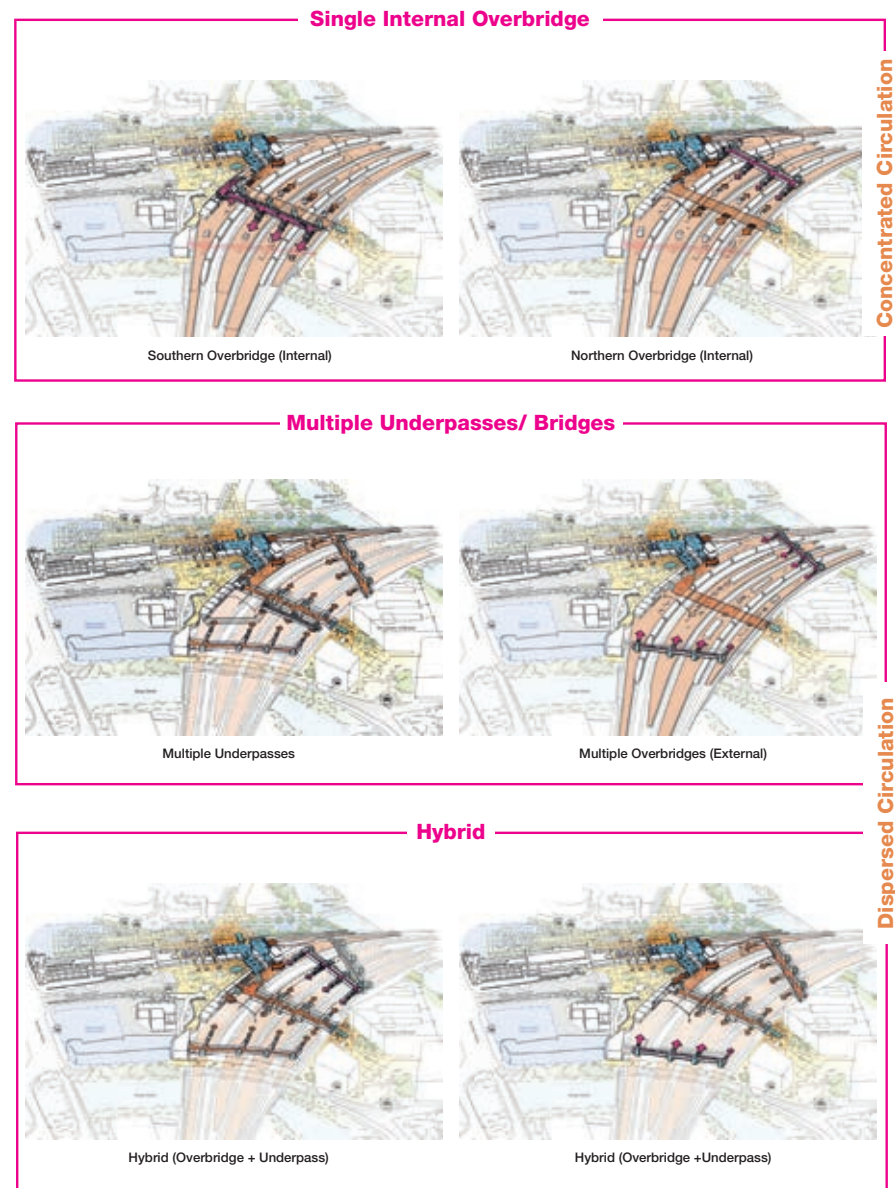 Single Internal Overbridge
Concentrated Circulation
Southern Overbridge (Internal)
Northern Overbridge (Internal)
Multiple Underpasses/ Bridges
Multiple Underpasses
Multiple Overbridges (External)
Dispersed Circulation
Hybrid
Hybrid (Overbridge + Underpass)
Hybrid (Overbridge +Underpass)